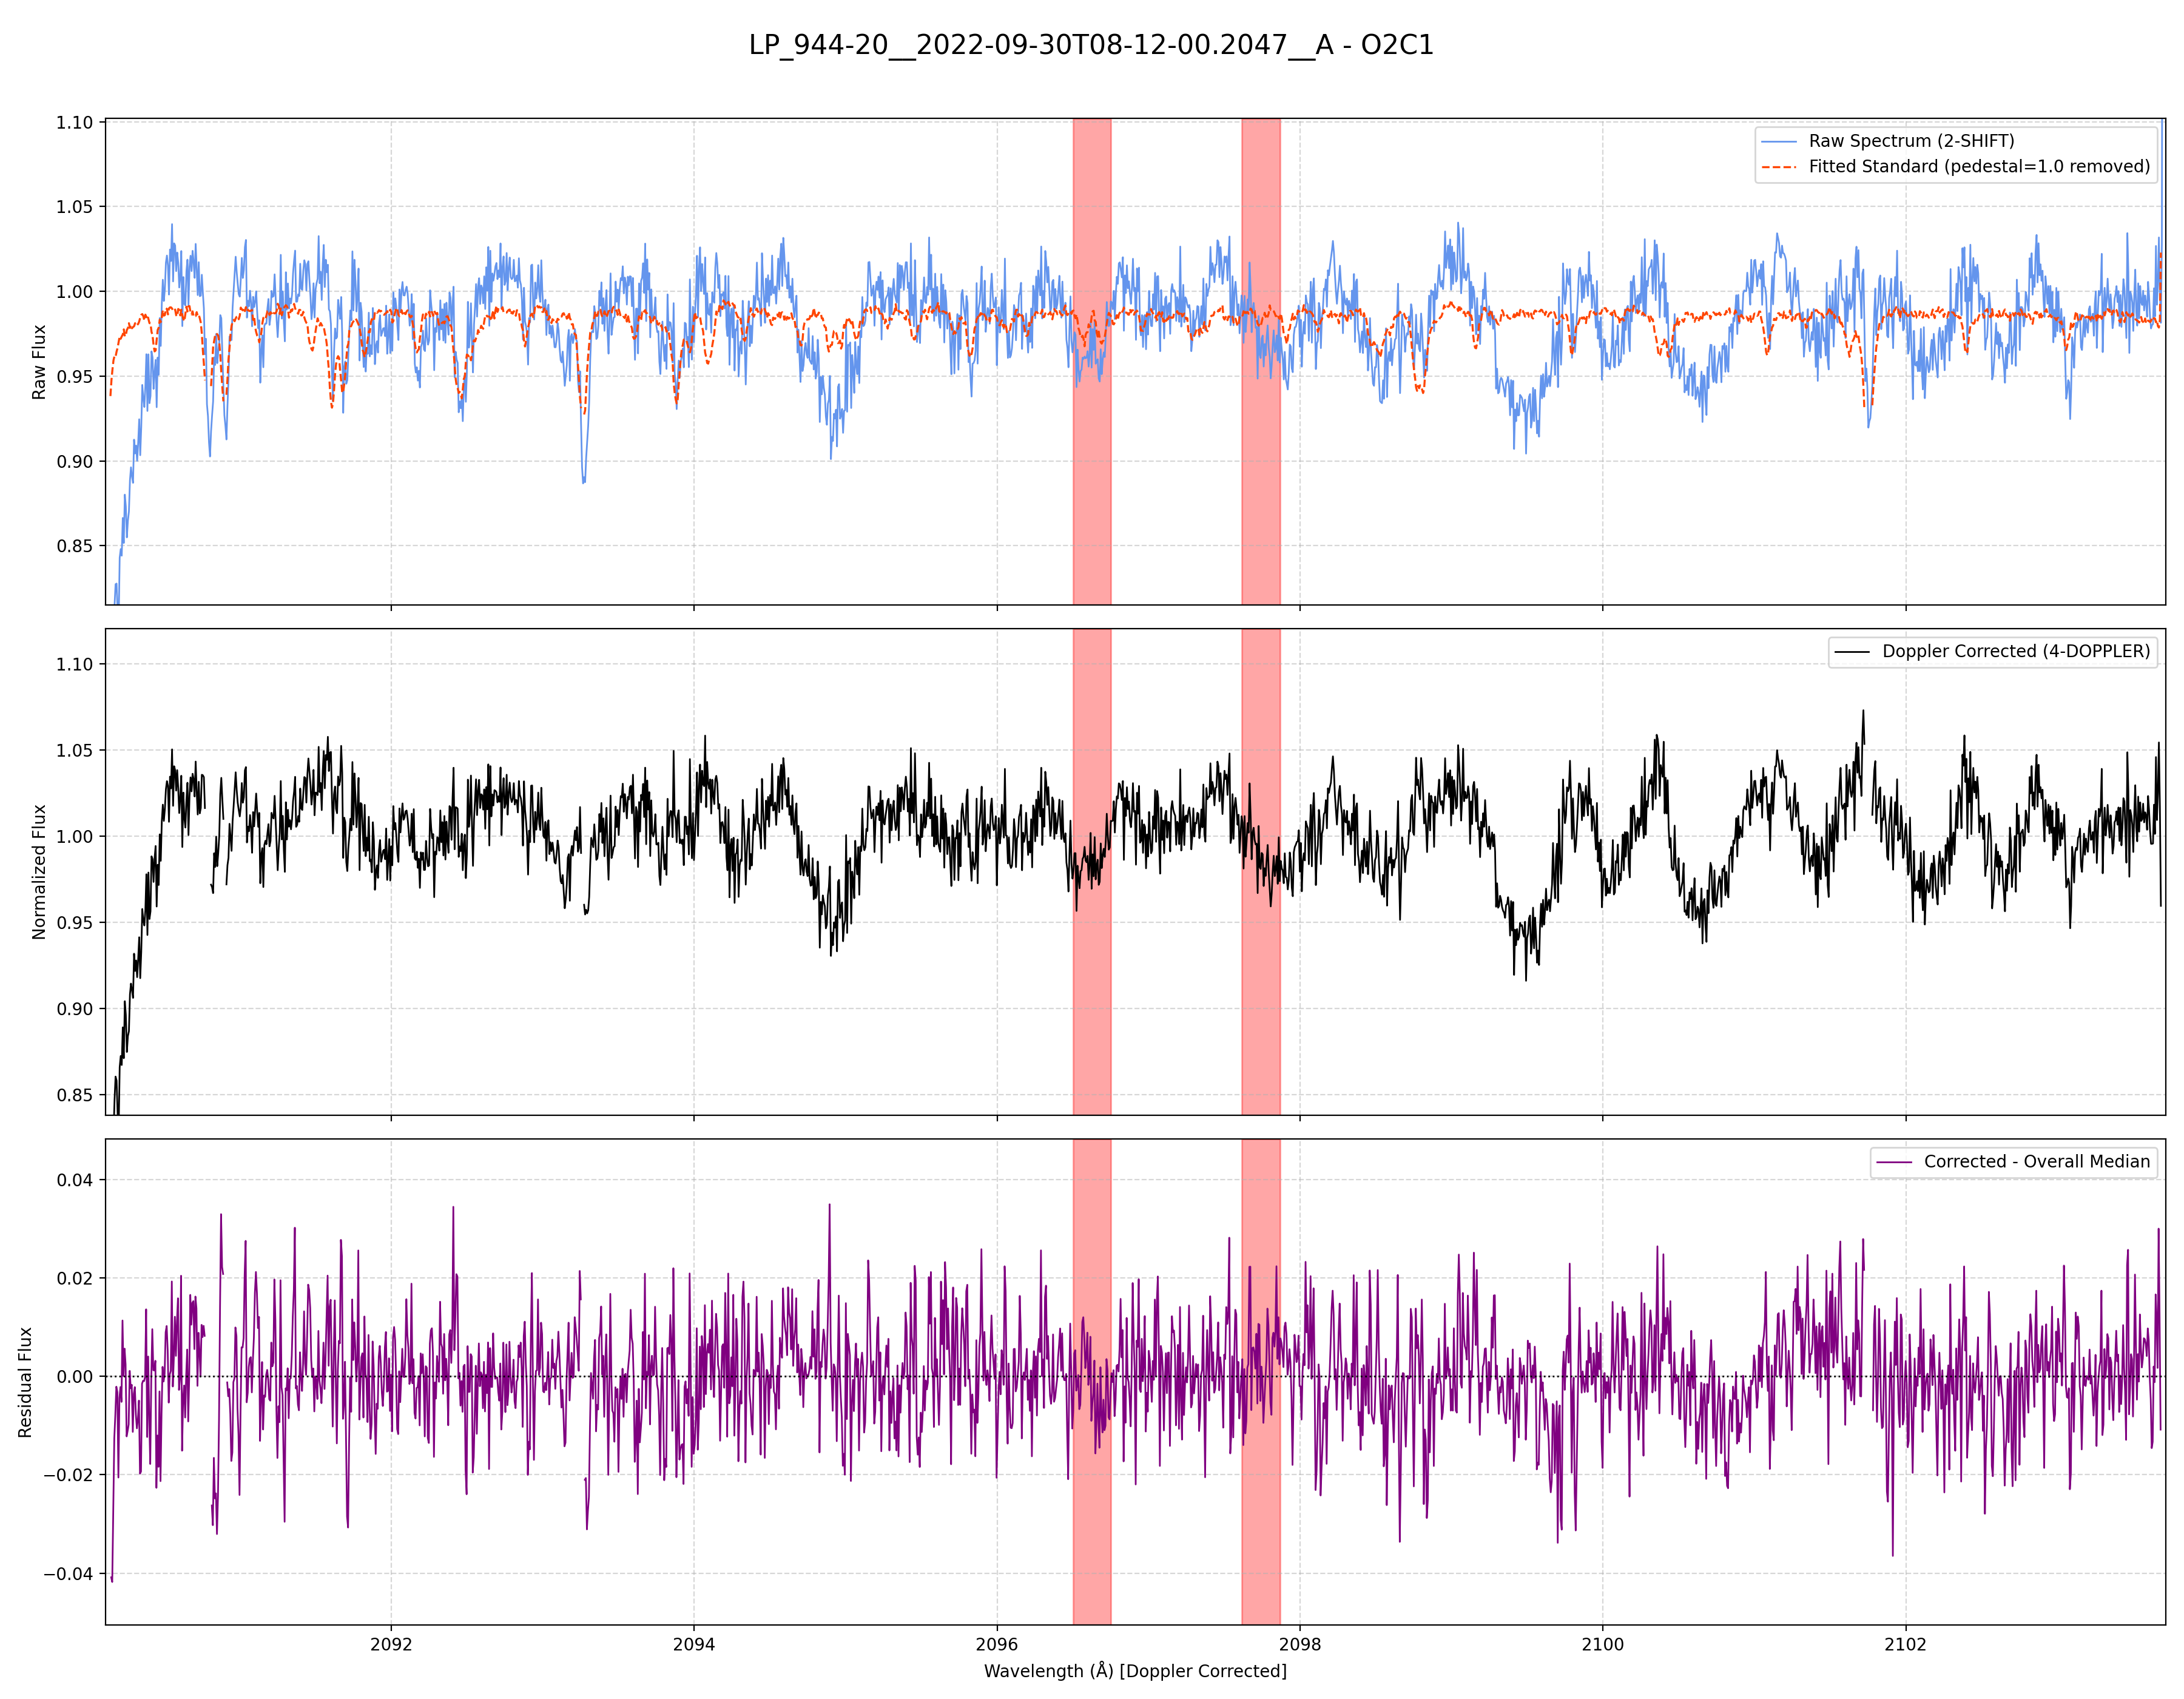 LP_944-20__2022-09-30T08-12-00.2047__A - O2C1
1.10
1.05
1.00
0.95
0.90
0.85
Raw Flux
Raw Spectrum (2-SHIFT)
Fitted Standard (pedestal=1.0 removed)
1.10
1.05
1.00
0.95
0.90
0.85
Normalized Flux
Doppler Corrected (4-DOPPLER)
0.04
0.02
0.00
−0.02
−0.04
Residual Flux
Corrected - Overall Median
2092
2094
2096
2098
2100
2102
Wavelength (Å) [Doppler Corrected]